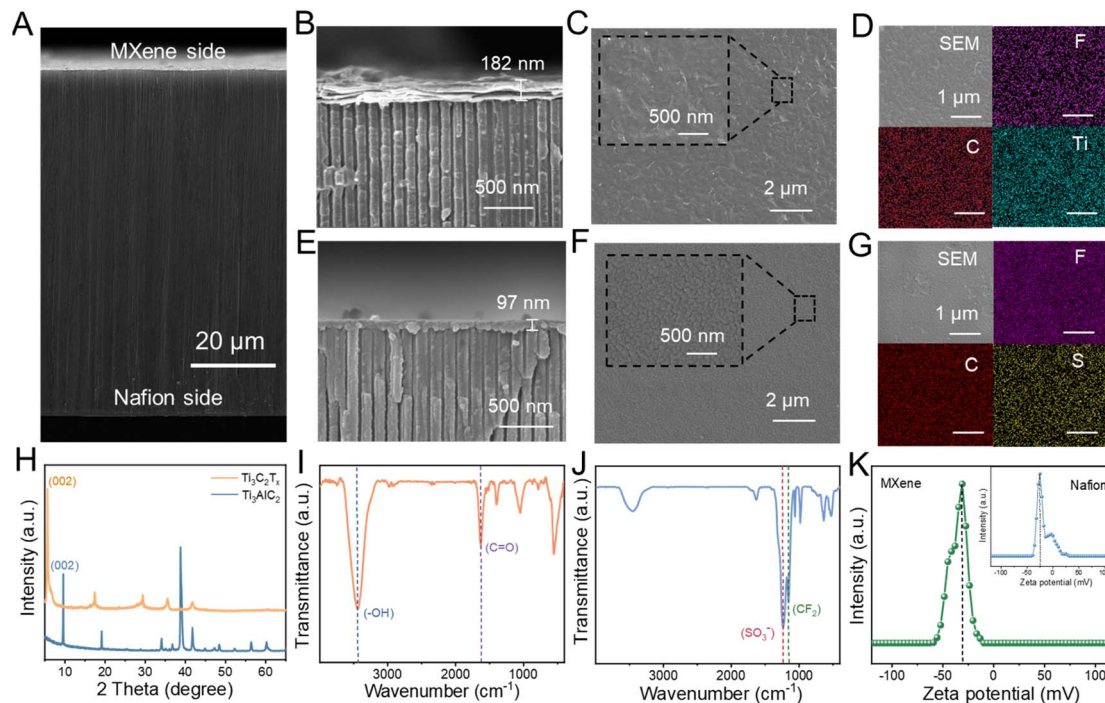 A
MXene side
20 μm
Nafion side
B
182 nm
500 nm
C
500 nm
2 μm
D
SEM
F
1 μm
C
Ti
E
97 nm
500 nm
F
500 nm
2 μm
G
SEM
F
1 μm
C
S
H
(002)
Ti₃C₂Tₓ
Ti₃AlC₂
(002)
Intensity (a.u.)
10 20 30 40 50 60
2 Theta (degree)
I
Transmittance (a.u.)
(C=O)
(-OH)
3000 2000 1000
Wavenumber (cm⁻¹)
J
Transmittance (a.u.)
(CF₂)
(SO₃⁻)
3000 2000 1000
Wavenumber (cm⁻¹)
K
MXene
Nafion
Intensity (a.u.)
-100 -50 0 50 100
Zeta potential (mV)
Intensity (a.u.)
-100 -50 0 50 100
Zeta potential (mV)